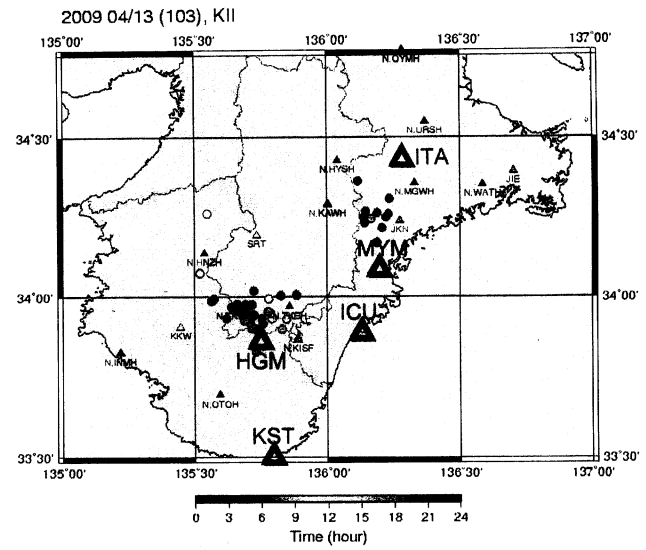 2009 04/13 (103), KII
135°00' 135°30' 136°00' 136°30' 137°00'
N.OYMH
34°30' N.URSH 34°30'
ITA
N.HYSH
JIE
N.MGWH N.WATH
N.KAWH
JKN
SRT
MYM
N.HNZH
34°00' 34°00'
ICU
KKW
HGM N.KISF
N.INMH
N.OTOH
KST
33°30' 33°30'
135°00' 135°30' 136°00' 136°30' 137°00'
0 3 6 9 12 15 18 21 24
Time (hour)